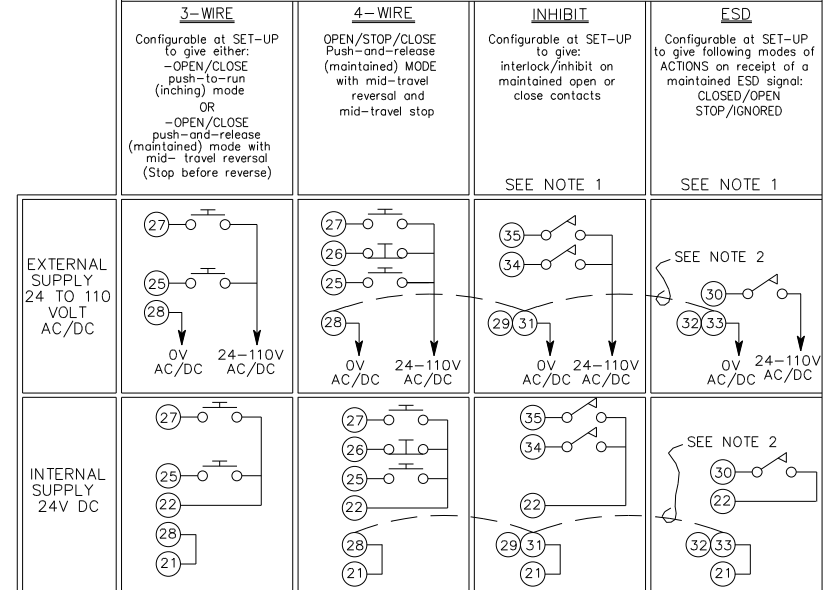 3-WIRE
Configurable at SET-UP
to give either:
-OPEN/CLOSE
push-to-run
(inching) mode
OR
-OPEN/CLOSE
push-and-release
(maintained) mode with
mid- travel reversal
(Stop before reverse)
4-WIRE
OPEN/STOP/CLOSE
Push-and-release
(maintained) MODE
with mid-travel
reversal and
mid-travel stop
INHIBIT
Configurable at SET-UP
to give:
interlock/inhibit on
maintained open or
close contacts
SEE NOTE 1
ESD
Configurable at SET-UP
to give following modes of
ACTIONS on receipt of a
maintained ESD signal:
CLOSED/OPEN
STOP/IGNORED
SEE NOTE 1
EXTERNAL
SUPPLY
24 TO 110
VOLT
AC/DC
27
25
28
0V
AC/DC
24-110V
AC/DC
27
26
25
28
0V
AC/DC
24-110V
AC/DC
35
34
29 31
0V
AC/DC
24-110V
AC/DC
SEE NOTE 2
30
32 33
0V
AC/DC
24-110V
AC/DC
INTERNAL
SUPPLY
24V DC
27
25
22
28
21
27
26
25
22
28
21
35
34
22
29 31
21
SEE NOTE 2
30
22
32 33
21